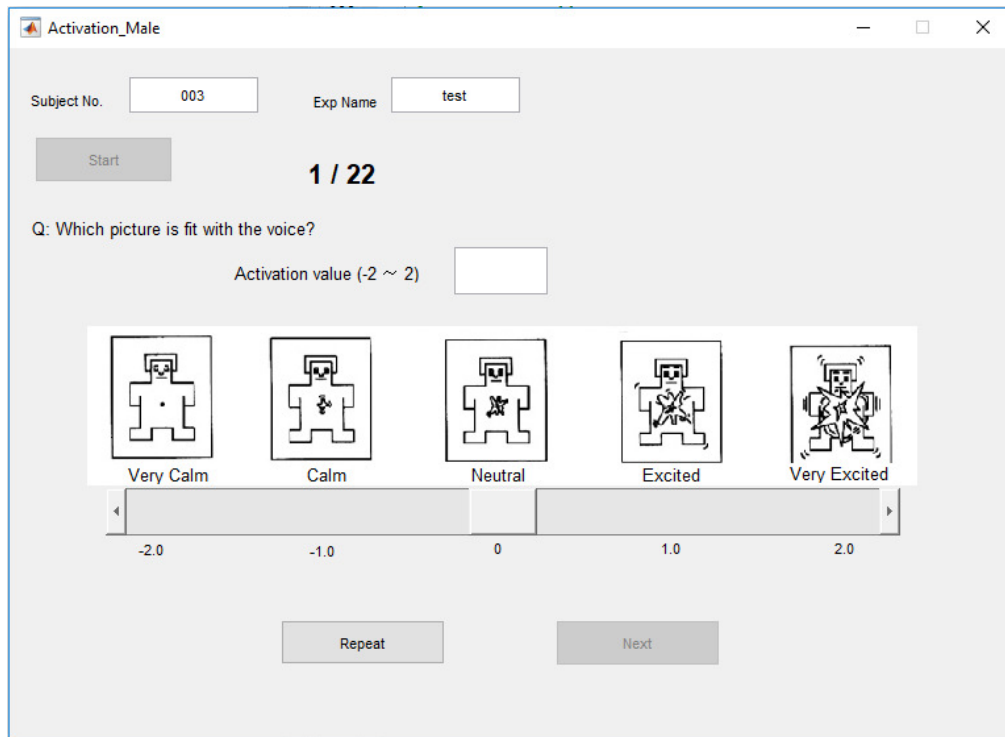 Activation_Male
Subject No. 003 Exp Name test
Start
1 / 22
Q: Which picture is fit with the voice?
Activation value (-2 ~ 2)
Very Calm Calm Neutral Excited Very Excited
-2.0 -1.0 0 1.0 2.0
Repeat Next